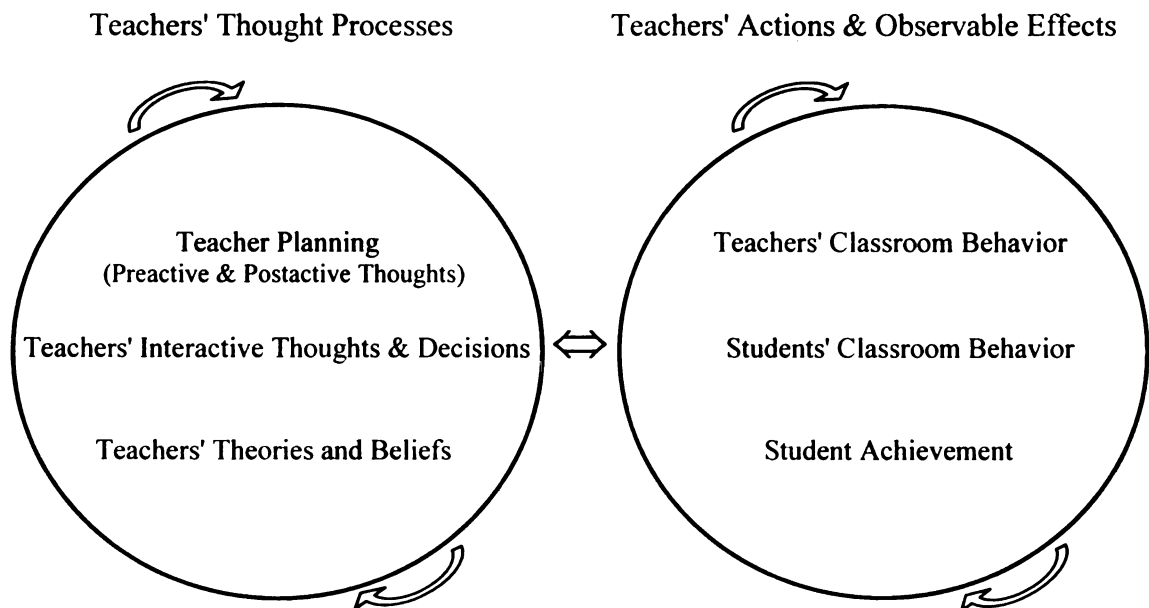 Teachers' Thought Processes
Teachers' Actions & Observable Effects
Teacher Planning
(Preactive & Postactive Thoughts)
Teachers' Interactive Thoughts & Decisions
Teachers' Theories and Beliefs
Teachers' Classroom Behavior
Students' Classroom Behavior
Student Achievement